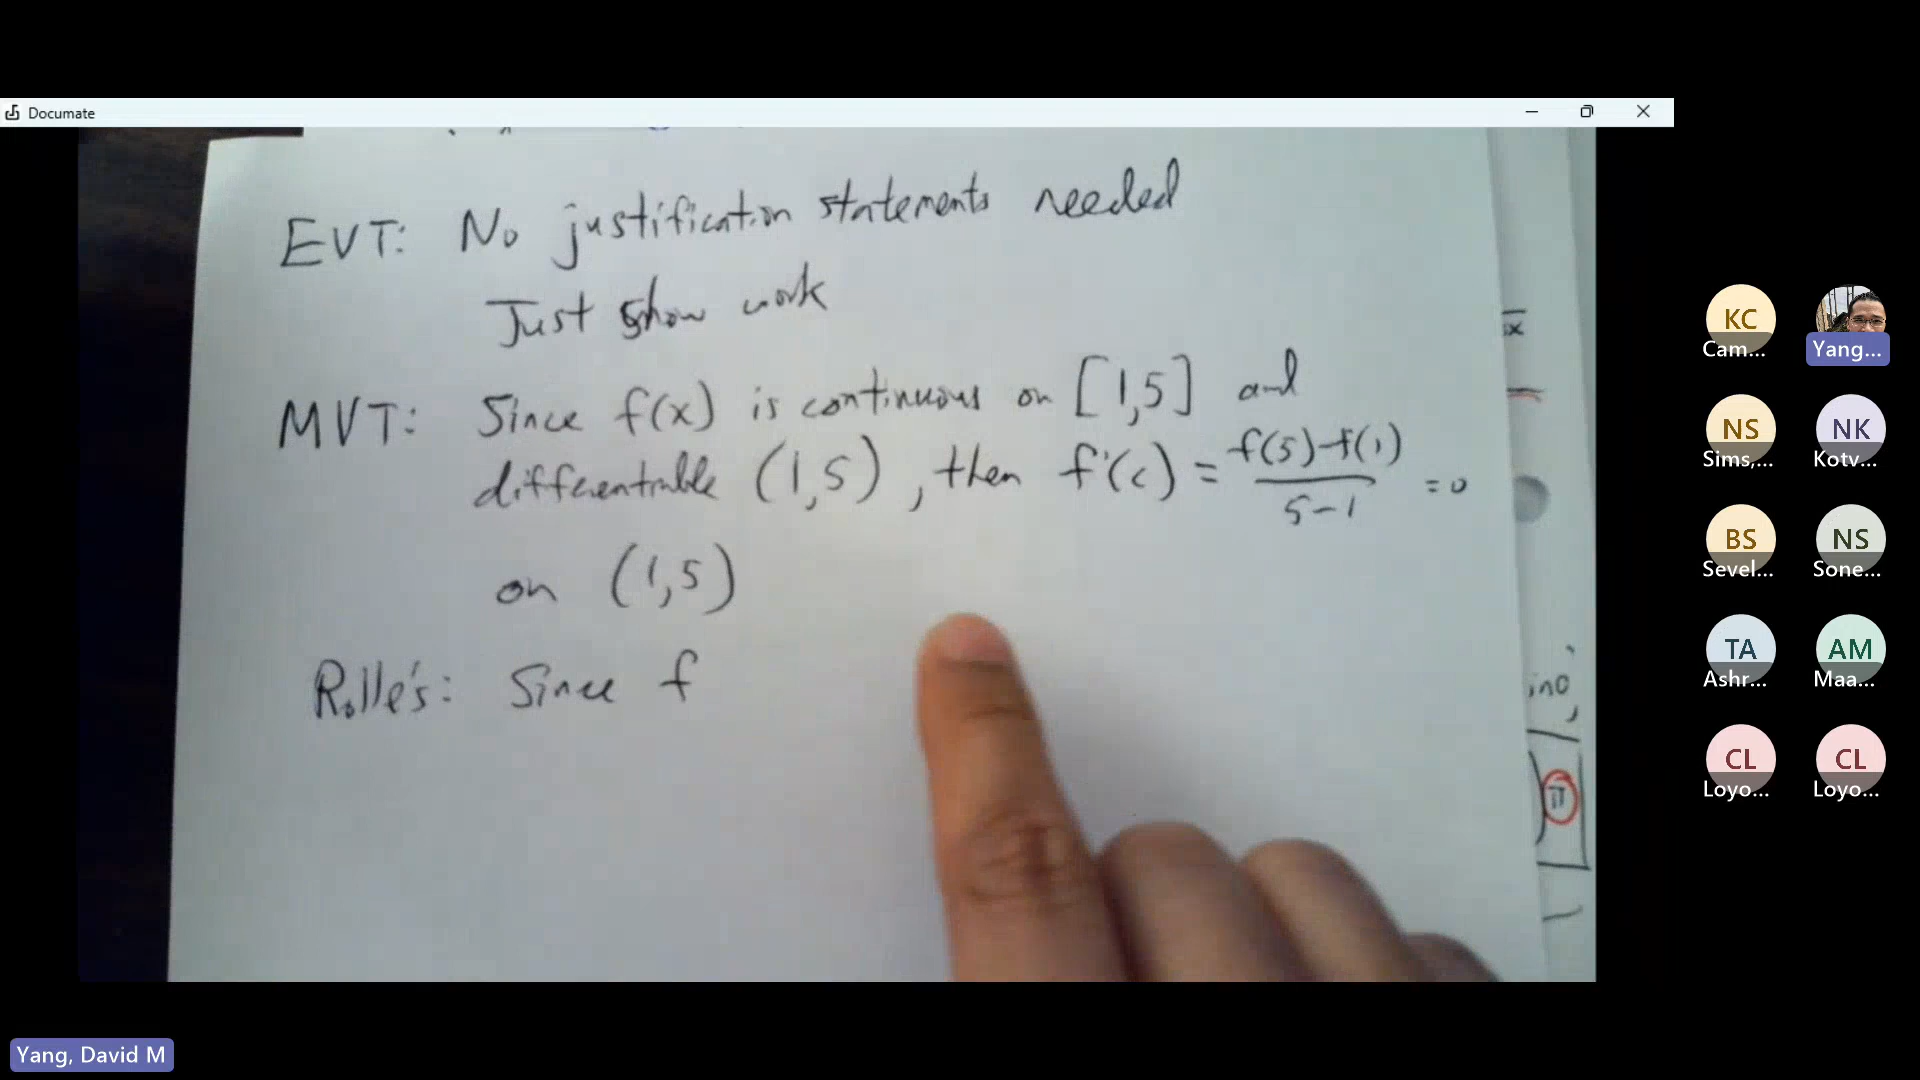 Documate
EVT: No justification statements needed
Just show work
MVT: Since f(x) is continuous on [1,5] and
differentiable (1,5), then f'(c) = f(5)-f(1) / 5-1 = 0
on (1,5)
Rolle's: Since f
x
ino,
π
KC
Cam...
Yang...
NS
Sims,...
NK
Kotv...
BS
Sevel...
NS
Sone...
TA
Ashr...
AM
Maa...
CL
Loyo...
CL
Loyo...
Yang, David M